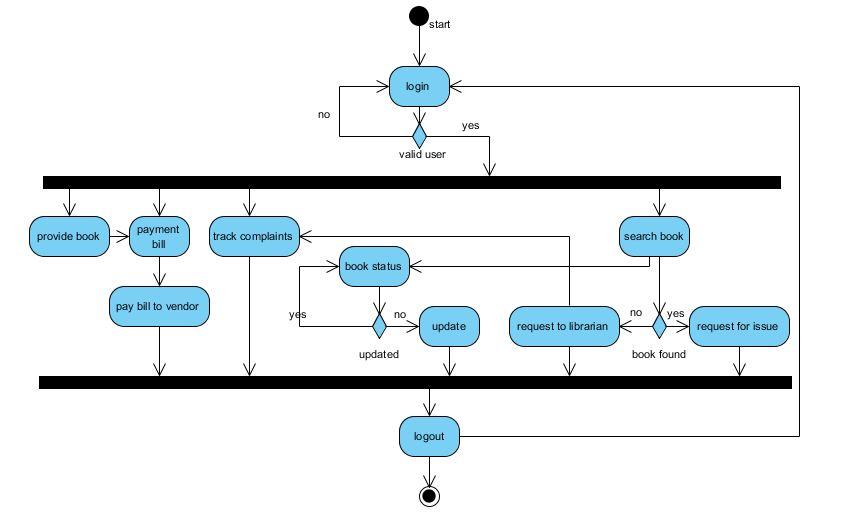 start
login
no
yes
valid user
provide book
payment
bill
track complaints
search book
book status
pay bill to vendor
yes
no
update
request to librarian
no
yes
request for issue
updated
book found
logout